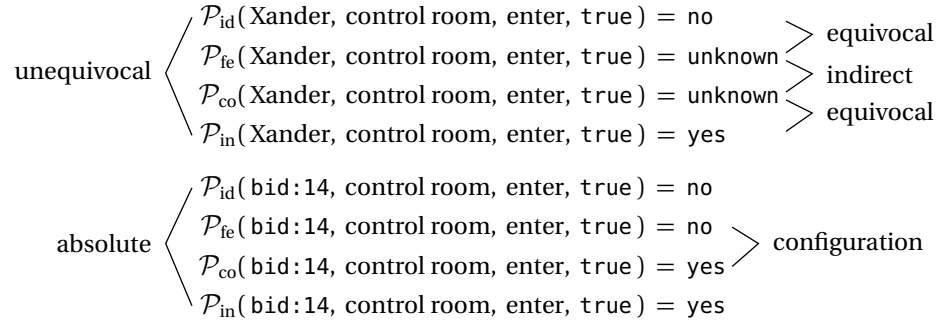 𝒫id(Xander, control room, enter, true) = no
equivocal
𝒫fe(Xander, control room, enter, true) = unknown
unequivocal
indirect
𝒫co(Xander, control room, enter, true) = unknown
equivocal
𝒫in(Xander, control room, enter, true) = yes
𝒫id(bid:14, control room, enter, true) = no
𝒫fe(bid:14, control room, enter, true) = no
absolute
configuration
𝒫co(bid:14, control room, enter, true) = yes
𝒫in(bid:14, control room, enter, true) = yes